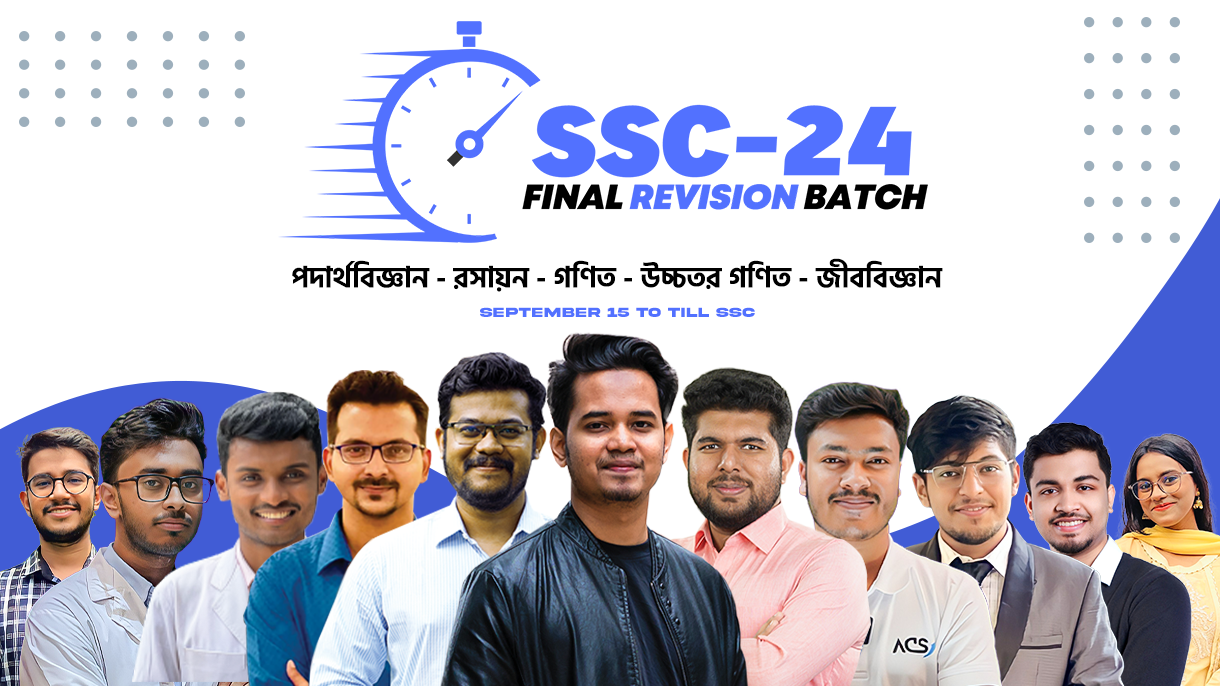 SSC-24
FINAL REVISION BATCH
পদার্থবিজ্ঞান - রসায়ন - গণিত - উচ্চতর গণিত - জীববিজ্ঞান
SEPTEMBER 15 TO TILL SSC
ACS